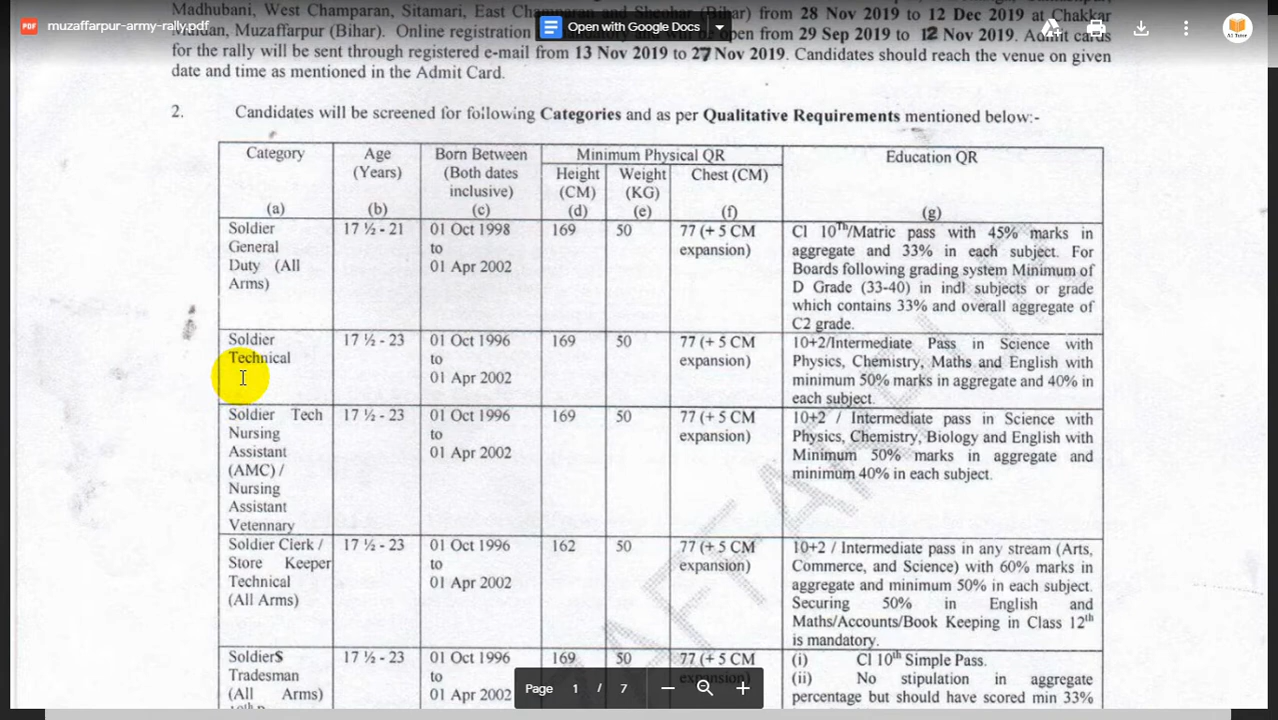 Madhubani, West Champaran, Sitamari, East Champaran and Sheohar (Bihar) from 28 Nov 2019 to 12 Dec 2019 at Chakkar
muzaffarpur-army-rally.pdf
Open with Google Docs
Maidan, Muzaffarpur (Bihar). Online registration open from 29 Sep 2019 to 12 Nov 2019. Admit cards
for the rally will be sent through registered e-mail from 13 Nov 2019 to 27 Nov 2019. Candidates should reach the venue on given
date and time as mentioned in the Admit Card.
2. Candidates will be screened for following Categories and as per Qualitative Requirements mentioned below:-
Category
(a)
Age
(Years)
(b)
Born Between
(Both dates
inclusive)
(c)
Minimum Physical QR
Height
(CM)
(d)
Weight
(KG)
(e)
Chest (CM)
(f)
Education QR
(g)
Soldier
General
Duty (All
Arms)
17 ½ - 21
01 Oct 1998
to
01 Apr 2002
169
50
77 (+ 5 CM
expansion)
Cl 10Th/Matric pass with 45% marks in
aggregate and 33% in each subject. For
Boards following grading system Minimum of
D Grade (33-40) in indl subjects or grade
which contains 33% and overall aggregate of
C2 grade.
Soldier
Technical
17 ½ - 23
01 Oct 1996
to
01 Apr 2002
169
50
77 (+ 5 CM
expansion)
10+2/Intermediate Pass in Science with
Physics, Chemistry, Maths and English with
minimum 50% marks in aggregate and 40% in
each subject.
Soldier Tech
Nursing
Assistant
(AMC) /
Nursing
Assistant
Vetennary
17 ½ - 23
01 Oct 1996
to
01 Apr 2002
169
50
77 (+ 5 CM
expansion)
10+2 / Intermediate pass in Science with
Physics, Chemistry, Biology and English with
Minimum 50% marks in aggregate and
minimum 40% in each subject.
Soldier Clerk /
Store Keeper
Technical
(All Arms)
17 ½ - 23
01 Oct 1996
to
01 Apr 2002
162
50
77 (+ 5 CM
expansion)
10+2 / Intermediate pass in any stream (Arts,
Commerce, and Science) with 60% marks in
aggregate and minimum 50% in each subject.
Securing 50% in English and
Maths/Accounts/Book Keeping in Class 12th
is mandatory.
SoldierS
Tradesman
(All Arms)
17 ½ - 23
01 Oct 1996
to
01 Apr 2002
169
50
77 (+ 5 CM
(i) Cl 10th Simple Pass.
(ii) No stipulation in aggregate
percentage but should have scored min 33%
Page 1 / 7